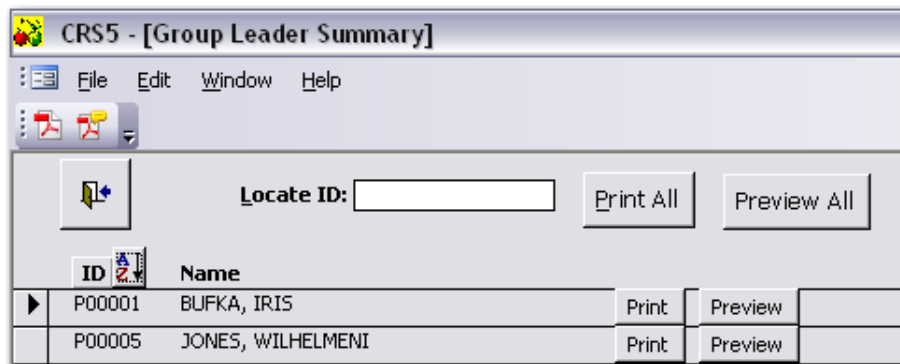 CRS5 - [Group Leader Summary]
File Edit Window Help
Locate ID: Print All Preview All
ID A Z Name
P00001 BUFKA, IRIS Print Preview
P00005 JONES, WILHELMENI Print Preview